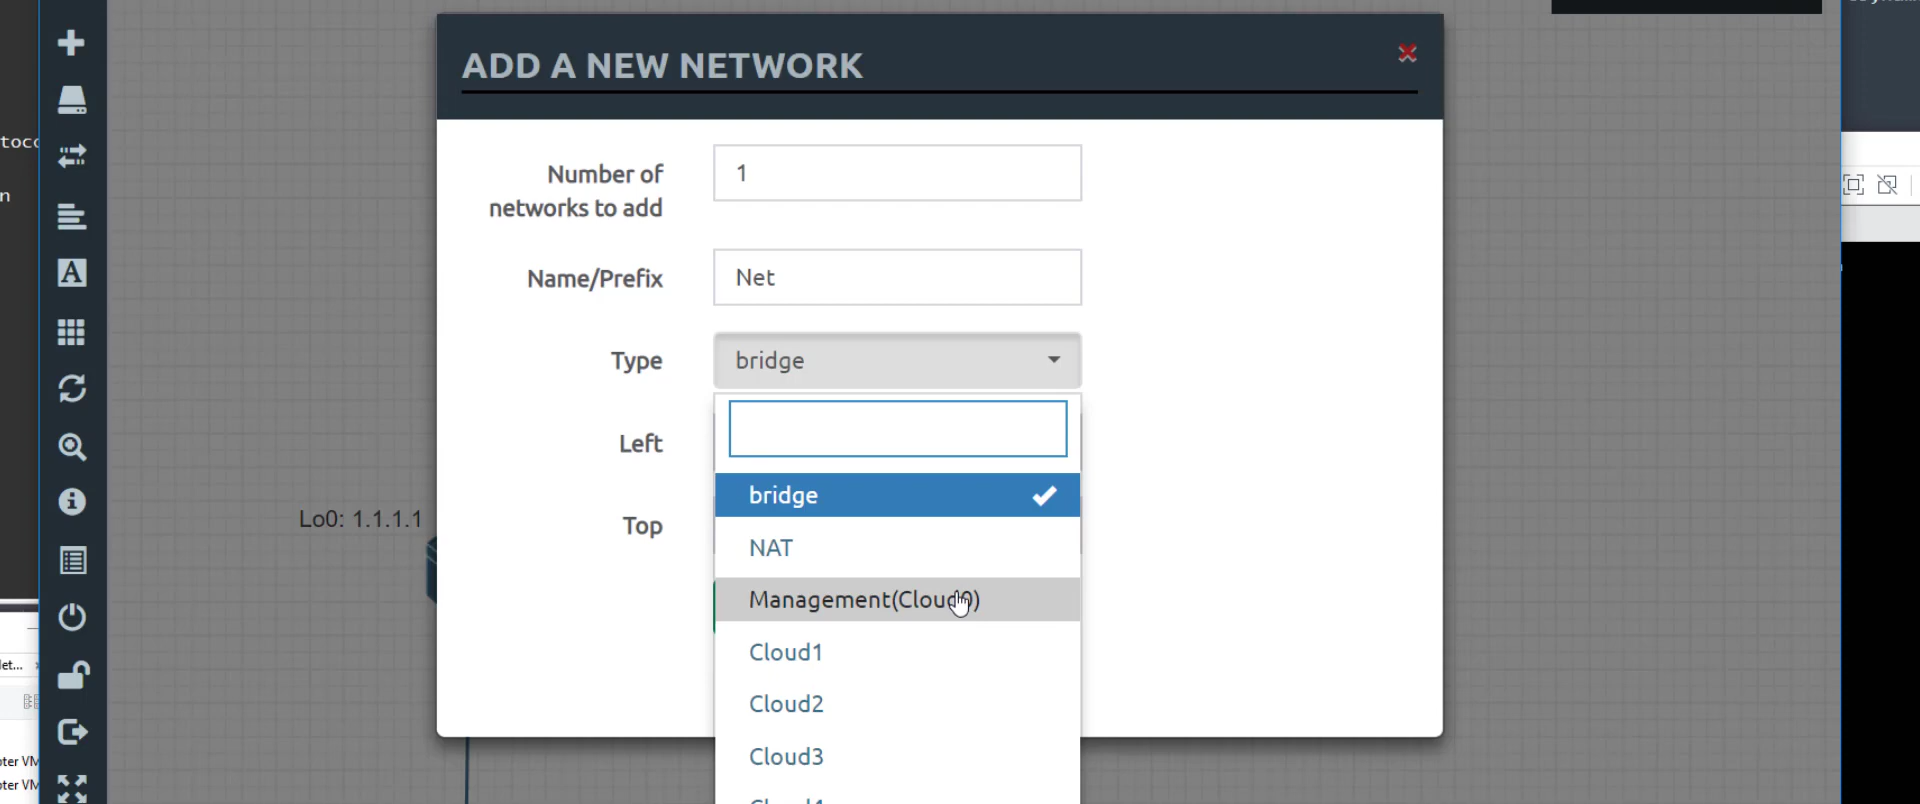 ADD A NEW NETWORK
Number of
networks to add
1
Name/Prefix
Net
Type
bridge
Left
bridge
NAT
Top
Management(Cloud0)
Cloud1
Cloud2
Cloud3
Lo0: 1.1.1.1
A
n